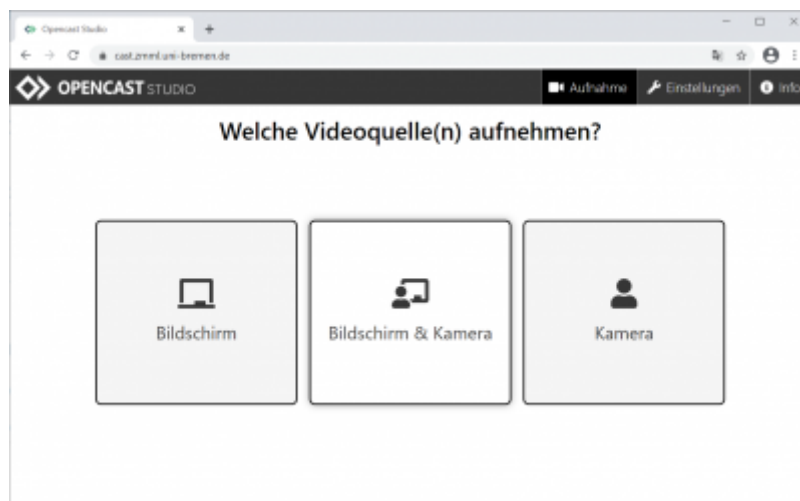 Opencast Studio
cast.zmml.uni-bremen.de
OPENCAST STUDIO
Aufnahme
Einstellungen
Info
Welche Videoquelle(n) aufnehmen?
Bildschirm
Bildschirm & Kamera
Kamera